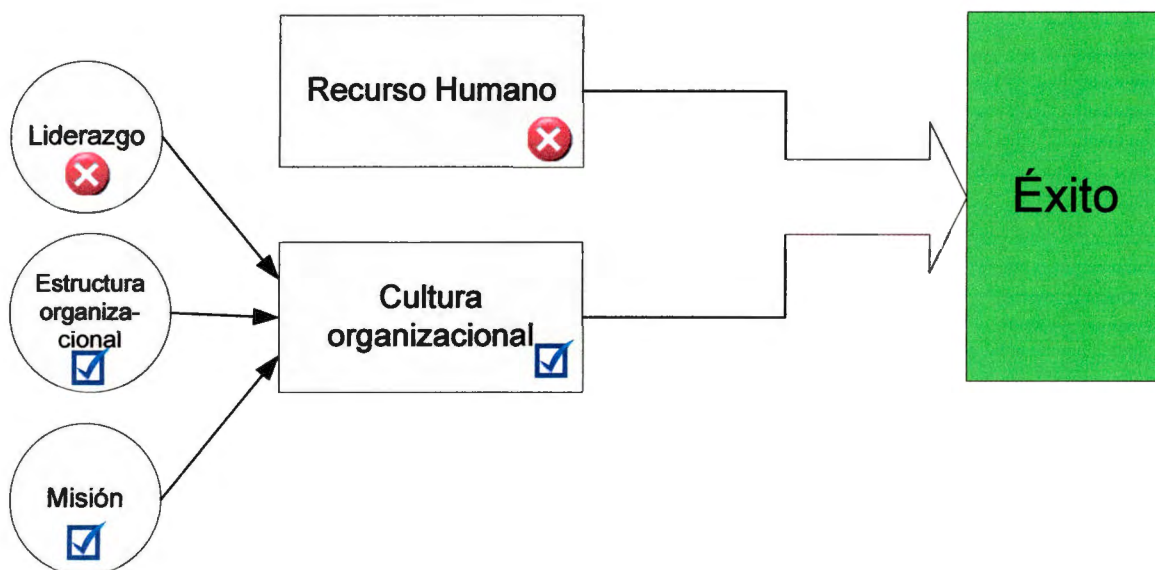 Recurso Humano
Liderazgo
Éxito
Estructura
organiza-
cional
Cultura
organizacional
Misión